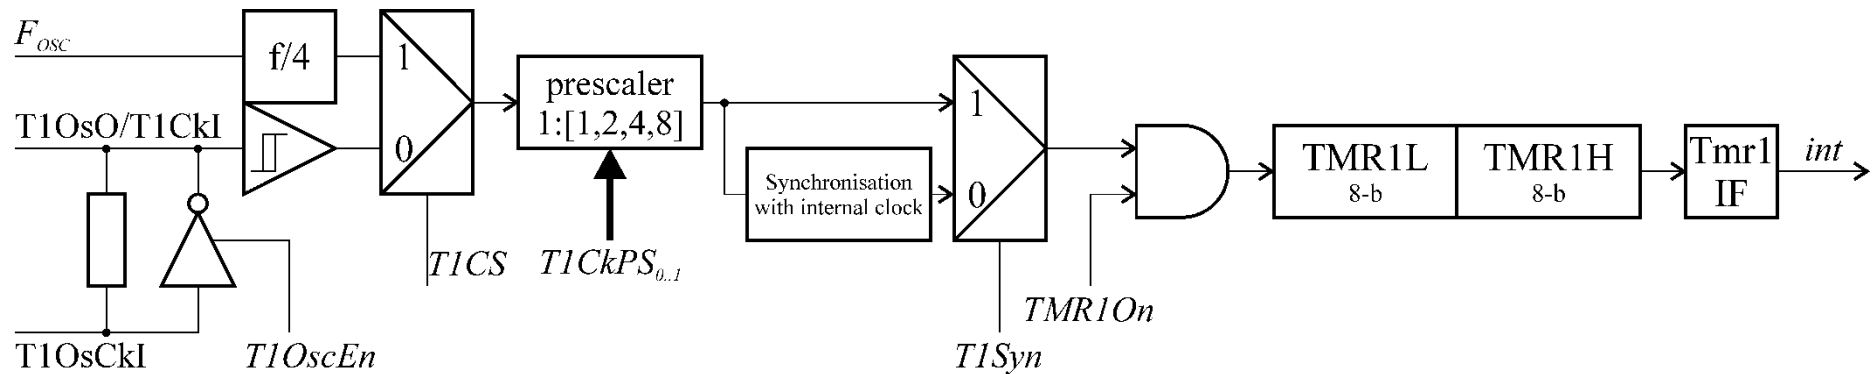 F_OSC
f/4
1
T1OsO/T1CkI
0
T1OsCkI
T1OscEn
T1CS
prescaler
1:[1,2,4,8]
T1CkPS_0..1
Synchronisation
with internal clock
1
0
T1Syn
TMR1On
TMR1L
8-b
TMR1H
8-b
Tmr1
IF
int